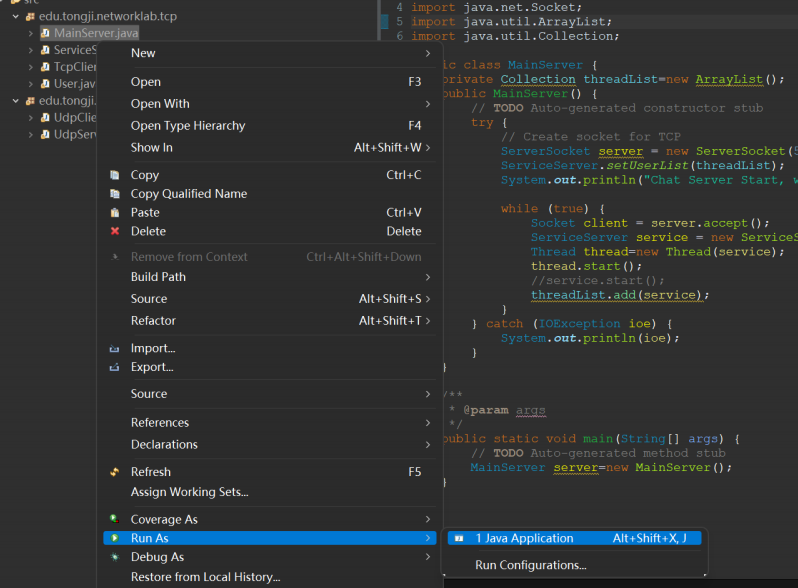 src
edu.tongji.networklab.tcp
MainServer.java
ServiceS
TcpClie
User.jav
edu.tongji.
UdpClie
UdpServ
New
Open F3
Open With
Open Type Hierarchy F4
Show In Alt+Shift+W
Copy Ctrl+C
Copy Qualified Name
Paste Ctrl+V
Delete Delete
Remove from Context Ctrl+Alt+Shift+Down
Build Path
Source Alt+Shift+S
Refactor Alt+Shift+T
Import...
Export...
Source
References
Declarations
Refresh F5
Assign Working Sets...
Coverage As
Run As
Debug As
Restore from Local History...
1 Java Application Alt+Shift+X, J
Run Configurations...
4 import java.net.Socket;
5 import java.util.ArrayList;
6 import java.util.Collection;
ic class MainServer {
private Collection threadList=new ArrayList();
public MainServer() {
// TODO Auto-generated constructor stub
try {
// Create socket for TCP
ServerSocket server = new ServerSocket(5
ServiceServer.setUserList(threadList);
System.out.println("Chat Server Start, w
while (true) {
Socket client = server.accept();
ServiceServer service = new ServiceS
Thread thread=new Thread(service);
thread.start();
//service.start();
threadList.add(service);
}
} catch (IOException ioe) {
System.out.println(ioe);
}
}
/**
* @param args
*/
public static void main(String[] args) {
// TODO Auto-generated method stub
MainServer server=new MainServer();
}